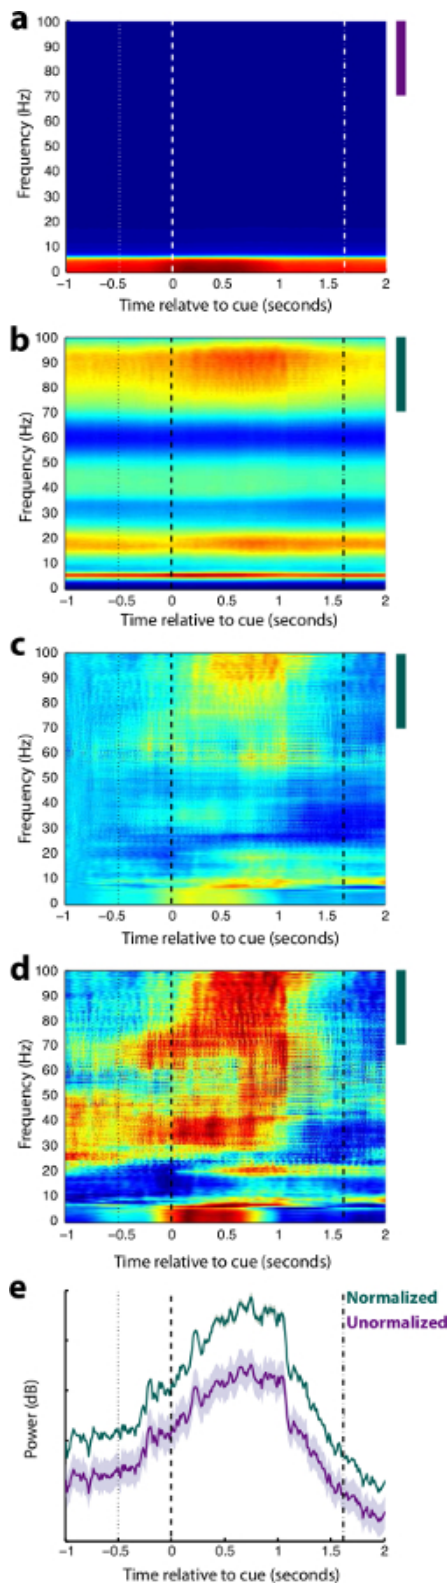 a
100
90
80
70
60
50
40
30
20
10
0
Frequency (Hz)
−1 −0.5 0 0.5 1 1.5 2
Time relatve to cue (seconds)
b
100
90
80
70
60
50
40
30
20
10
0
Frequency (Hz)
−1 −0.5 0 0.5 1 1.5 2
Time relative to cue (seconds)
c
100
90
80
70
60
50
40
30
20
10
0
Frequency (Hz)
−1 −0.5 0 0.5 1 1.5 2
Time relative to cue (seconds)
d
100
90
80
70
60
50
40
30
20
10
0
Frequency (Hz)
−1 −0.5 0 0.5 1 1.5 2
Time relative to cue (seconds)
e
Normalized
Unormalized
Power (dB)
-1 -0.5 0 0.5 1 1.5 2
Time relative to cue (seconds)